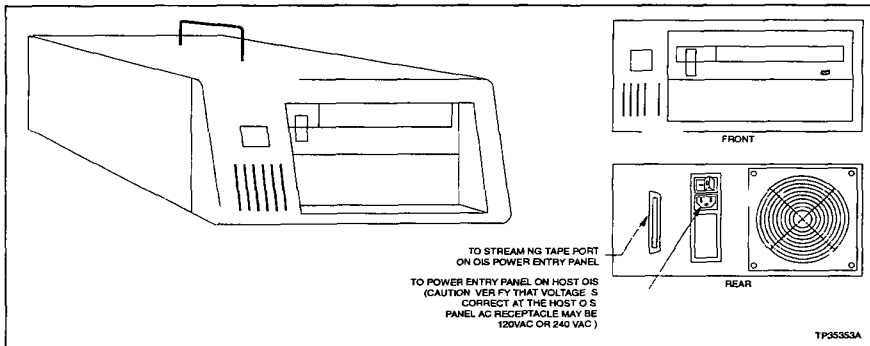 FRONT
TO STREAM NG TAPE PORT
ON OIS POWER ENTRY PANEL
TO POWER ENTRY PANEL ON HOST OIS
(CAUTION VER FY THAT VOLTAGE S
CORRECT AT THE HOST O S
PANEL AC RECEPTACLE MAY BE
120VAC OR 240 VAC )
REAR
TP35353A